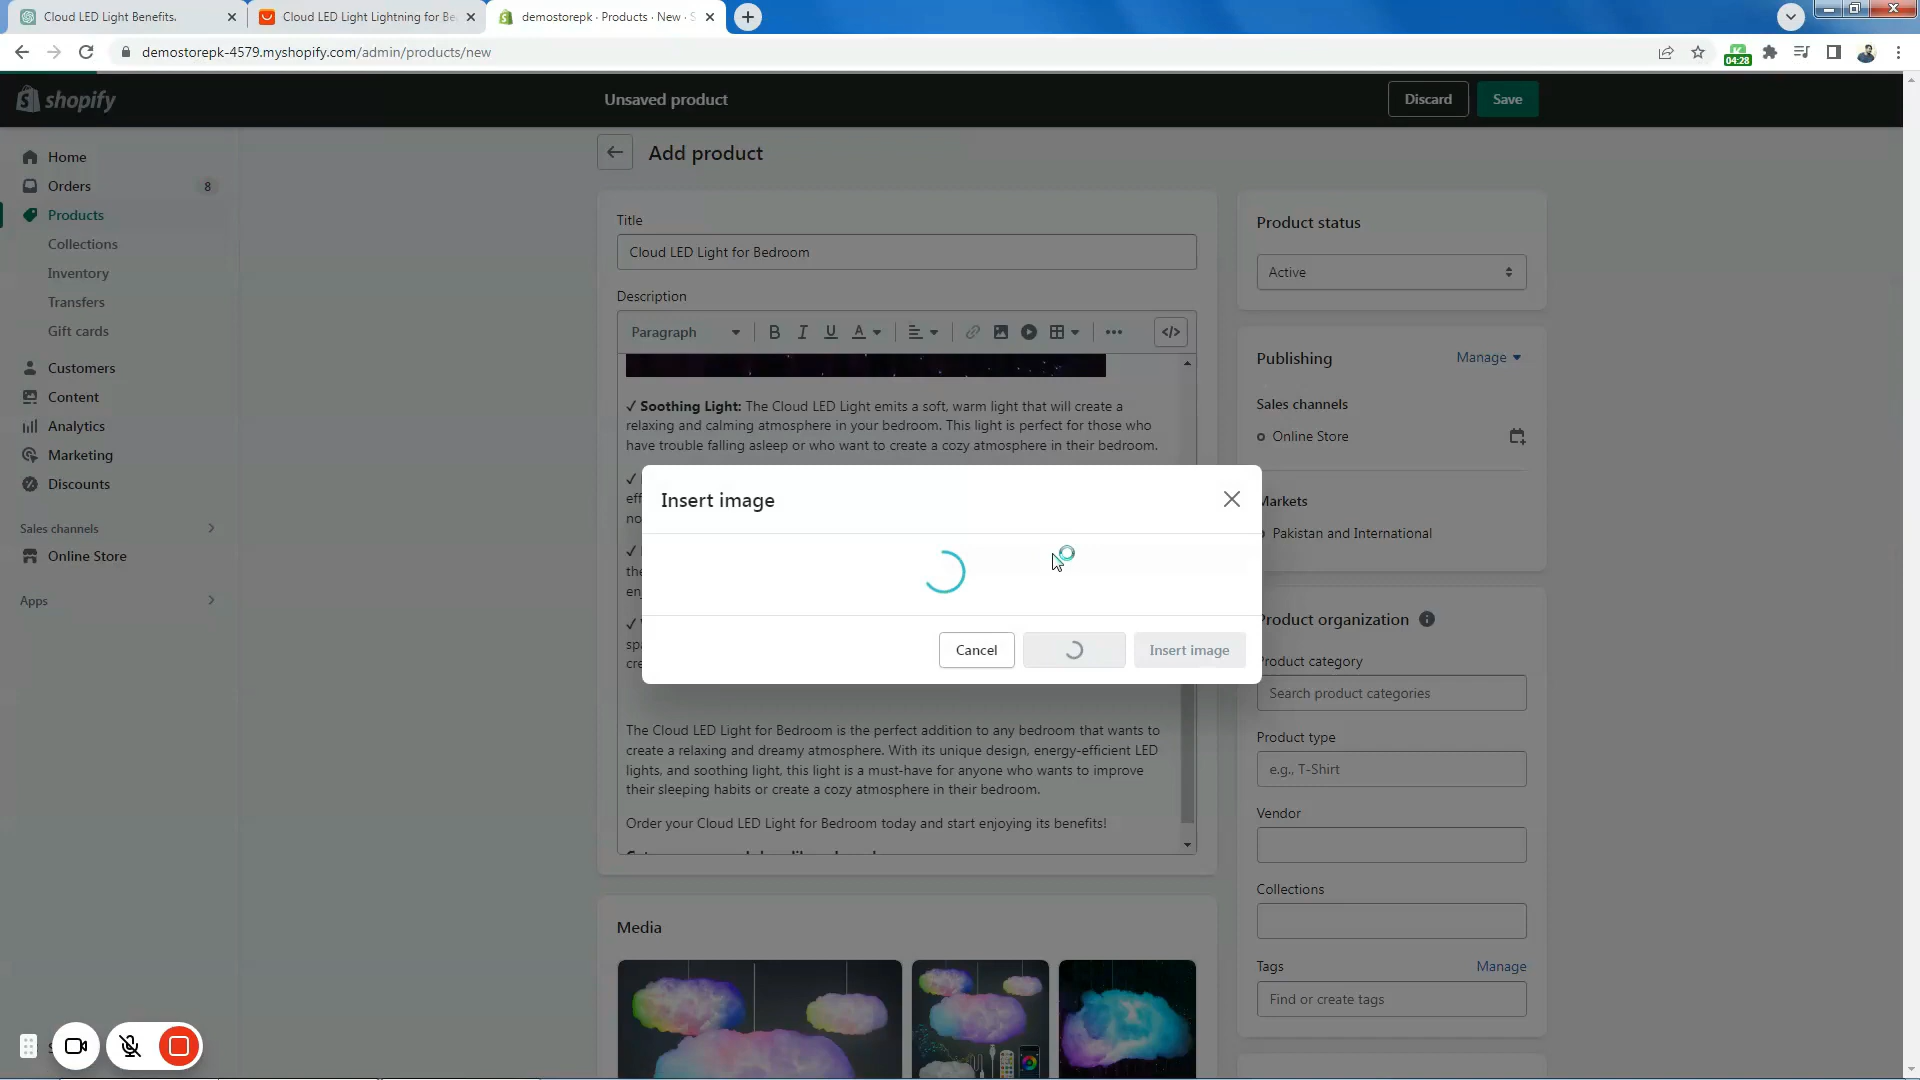 Cloud LED Light Benefits.
Cloud LED Light Lightning for Be
demostorepk · Products · New · S
demostorepk-4579.myshopify.com/admin/products/new
04:28
shopify
Unsaved product
Discard
Save
Home
Orders
8
Products
Collections
Inventory
Transfers
Gift cards
Customers
Content
Analytics
Marketing
Discounts
Sales channels
Online Store
Apps
Add product
Title
Cloud LED Light for Bedroom
Description
Paragraph
B I U A
</>
✓ Soothing Light: The Cloud LED Light emits a soft, warm light that will create a
relaxing and calming atmosphere in your bedroom. This light is perfect for those who
have trouble falling asleep or who want to create a cozy atmosphere in their bedroom.
Insert image
Cancel
Insert image
The Cloud LED Light for Bedroom is the perfect addition to any bedroom that wants to
create a relaxing and dreamy atmosphere. With its unique design, energy-efficient LED
lights, and soothing light, this light is a must-have for anyone who wants to improve
their sleeping habits or create a cozy atmosphere in their bedroom.
Order your Cloud LED Light for Bedroom today and start enjoying its benefits!
Media
Product status
Active
Publishing
Manage
Sales channels
Online Store
Markets
Pakistan and International
Product organization
Product category
Search product categories
Product type
e.g., T-Shirt
Vendor
Collections
Tags
Manage
Find or create tags